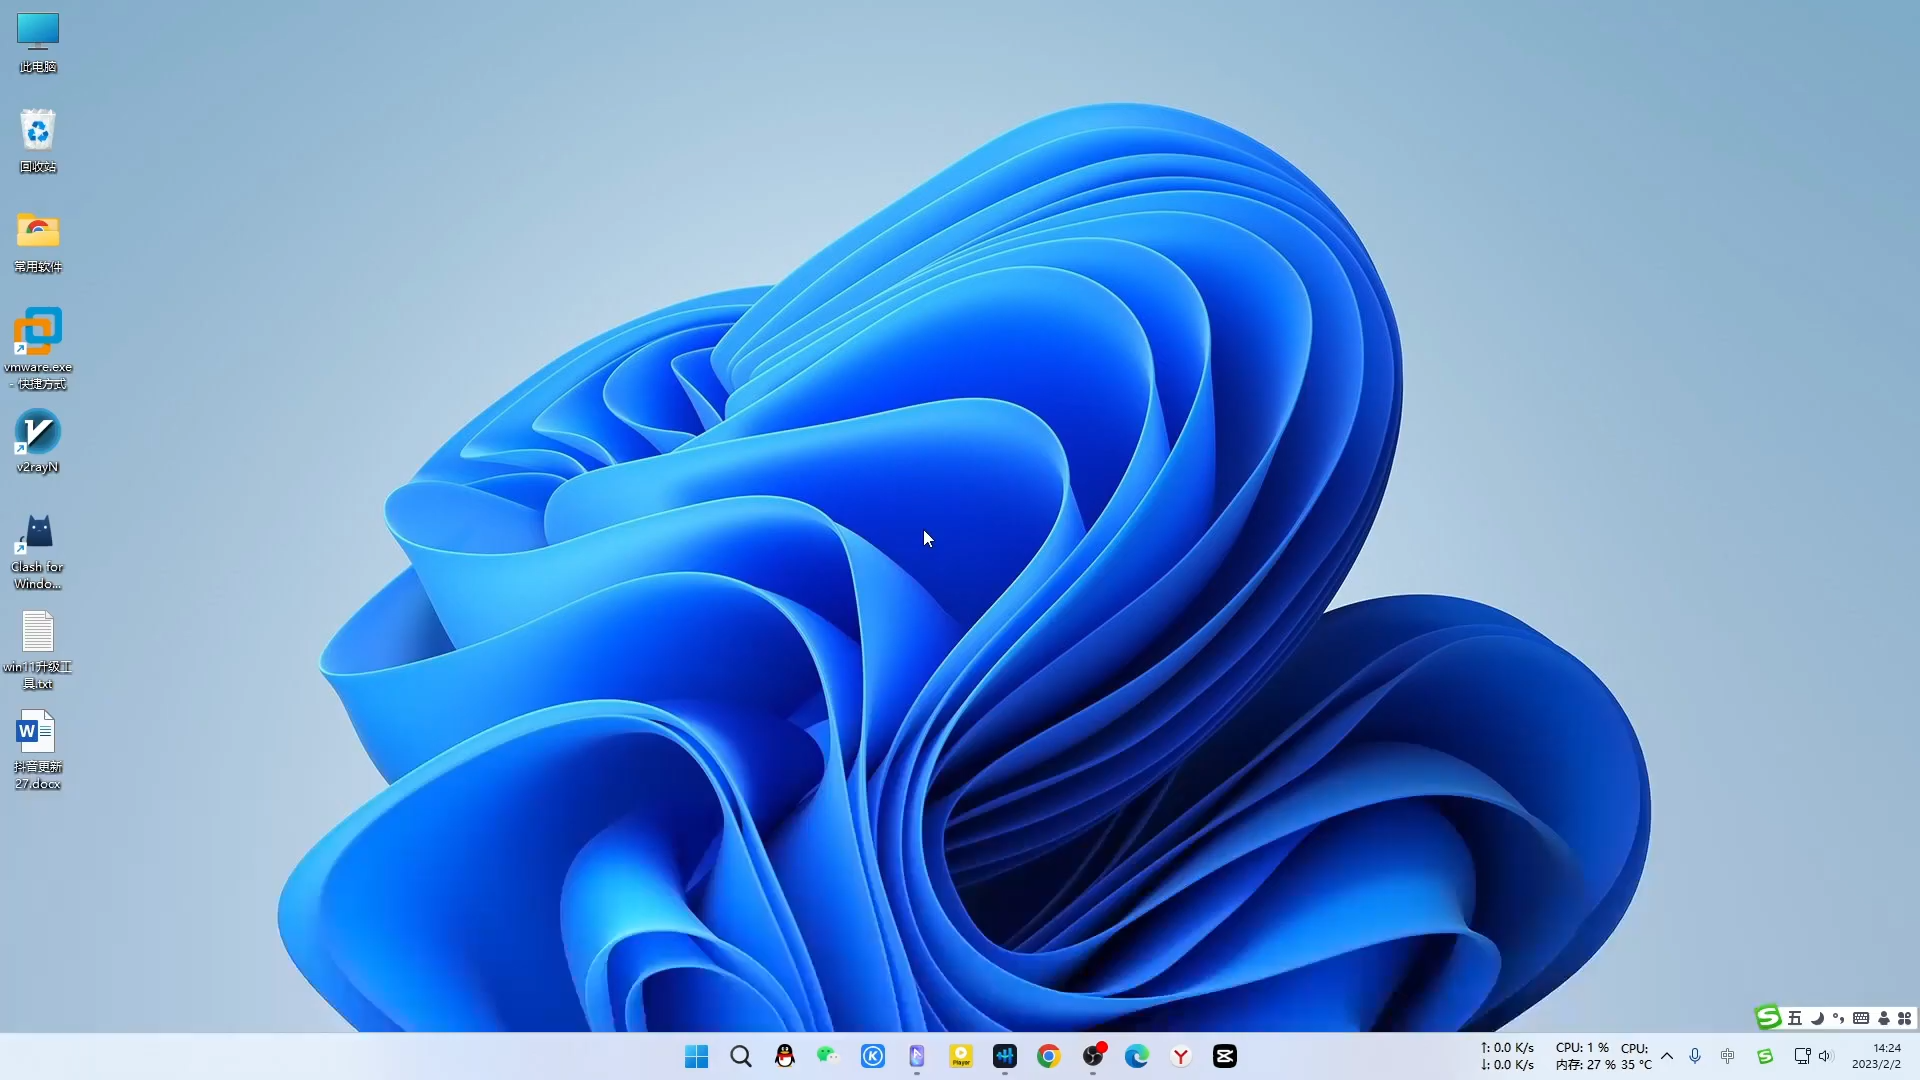 此电脑
回收站
常用软件
vmware.exe
- 快捷方式
v2rayN
Clash for
Windo...
win11升级工
具.txt
W
抖音更新
27.docx
S 五
Player
↑: 0.0 K/s
↓: 0.0 K/s
CPU: 1 %
内存: 27 %
CPU:
35 °C
中
S
14:24
2023/2/2